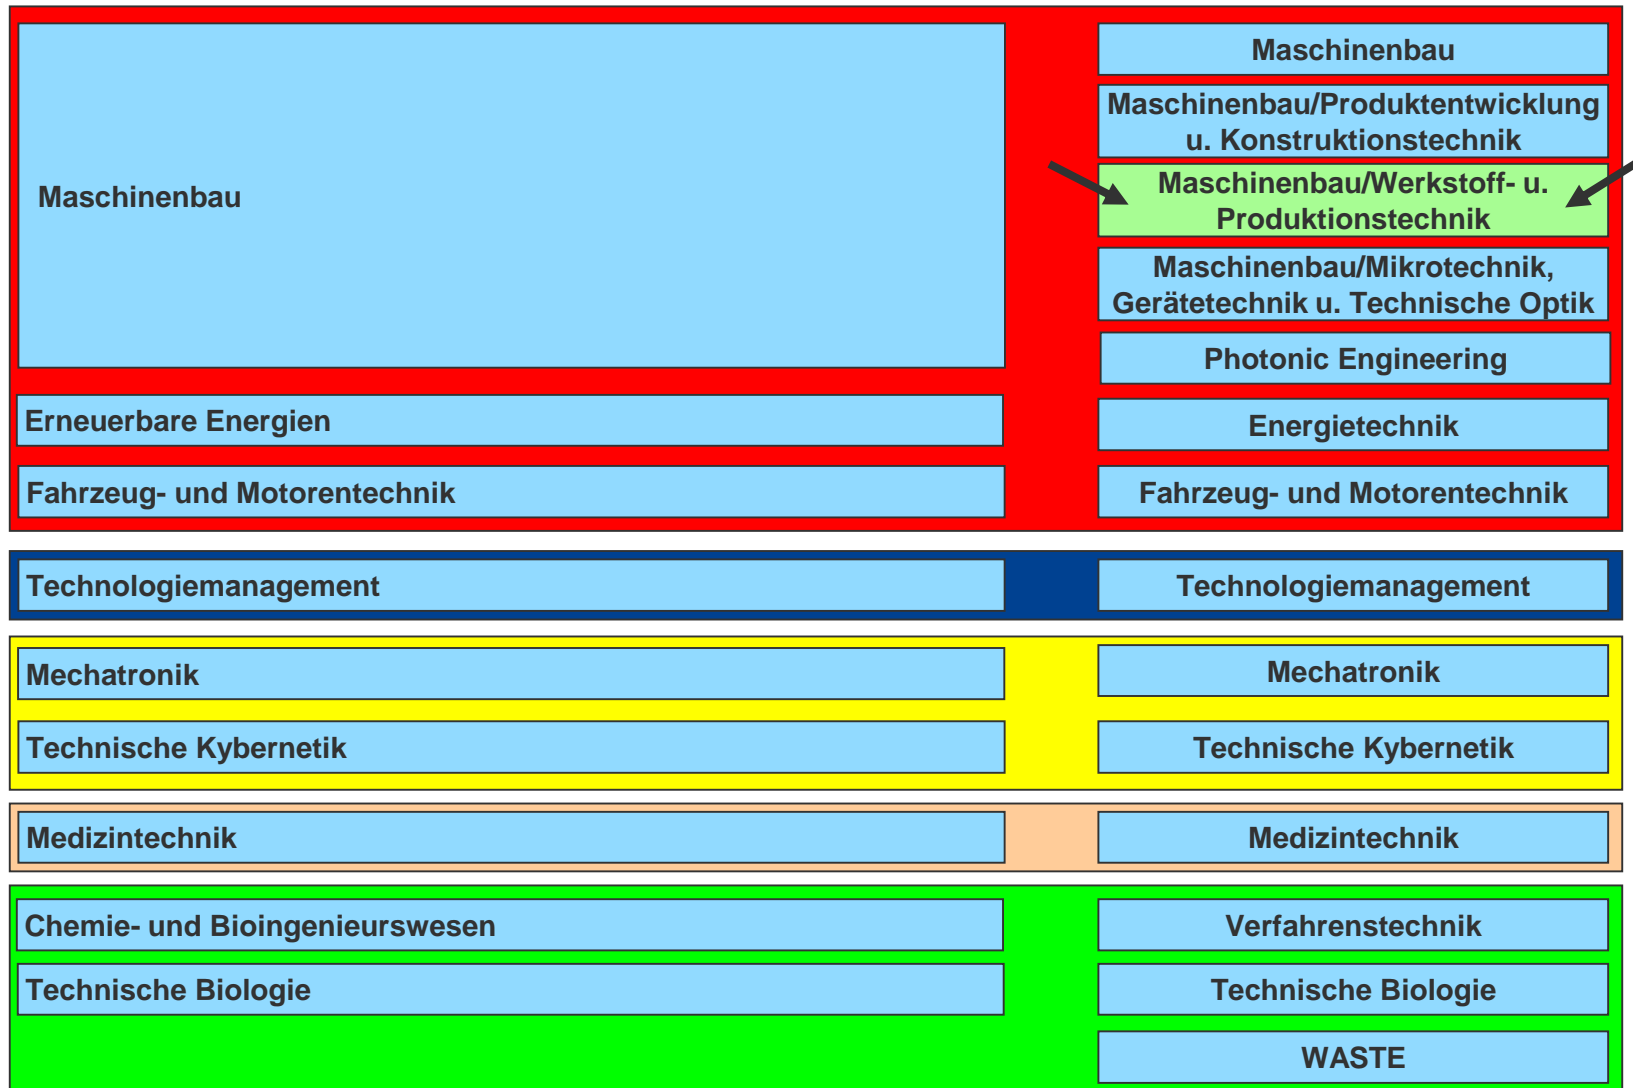 Maschinenbau
Maschinenbau
Maschinenbau/Produktentwicklung
u. Konstruktionstechnik
Maschinenbau/Werkstoff- u.
Produktionstechnik
Maschinenbau/Mikrotechnik,
Gerätetechnik u. Technische Optik
Photonic Engineering
Erneuerbare Energien
Energietechnik
Fahrzeug- und Motorentechnik
Fahrzeug- und Motorentechnik
Technologiemanagement
Technologiemanagement
Mechatronik
Mechatronik
Technische Kybernetik
Technische Kybernetik
Medizintechnik
Medizintechnik
Chemie- und Bioingenieurswesen
Verfahrenstechnik
Technische Biologie
Technische Biologie
WASTE